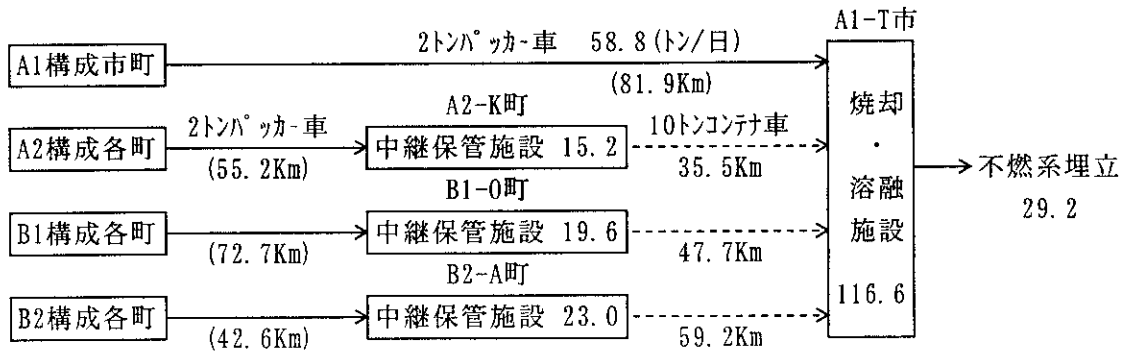 A1-T市
2トンパッカー車 58.8(トン/日)
A1構成市町
(81.9Km)
A2-K町
2トンパッカー車
10トンコンテナ車
A2構成各町
中継保管施設 15.2
(55.2Km)
35.5Km
B1-O町
B1構成各町
中継保管施設 19.6
(72.7Km)
47.7Km
B2-A町
B2構成各町
中継保管施設 23.0
(42.6Km)
59.2Km
焼却
・
溶融
施設
116.6
不燃系埋立
29.2